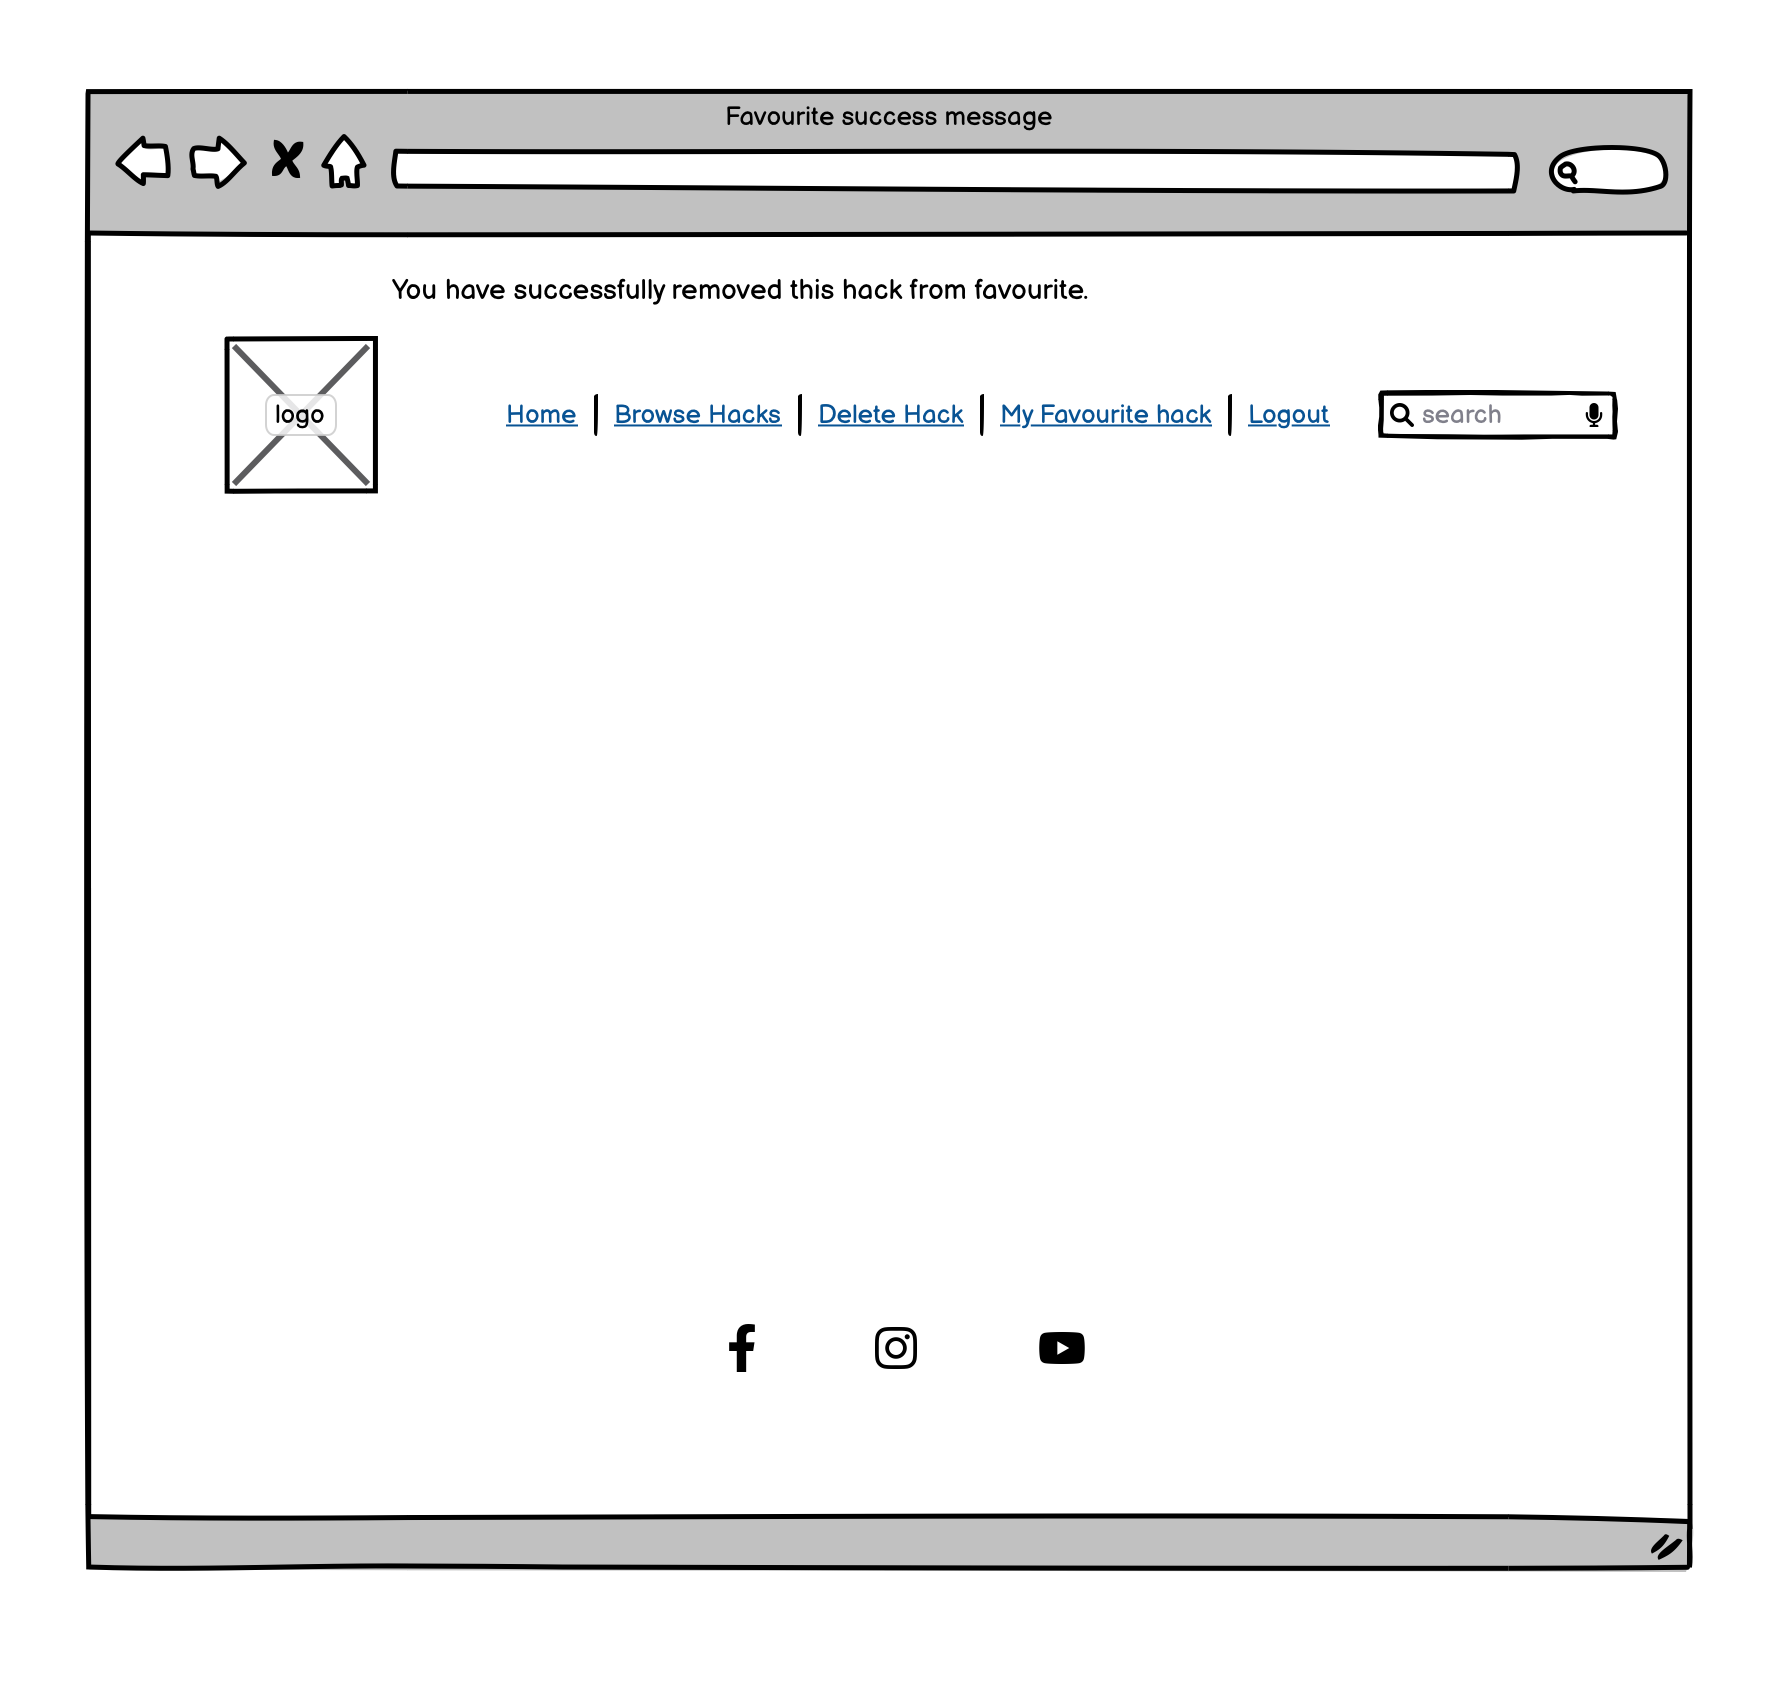 Favourite success message
You have successfully removed this hack from favourite.
logo
Home Browse Hacks Delete Hack My Favourite hack Logout search